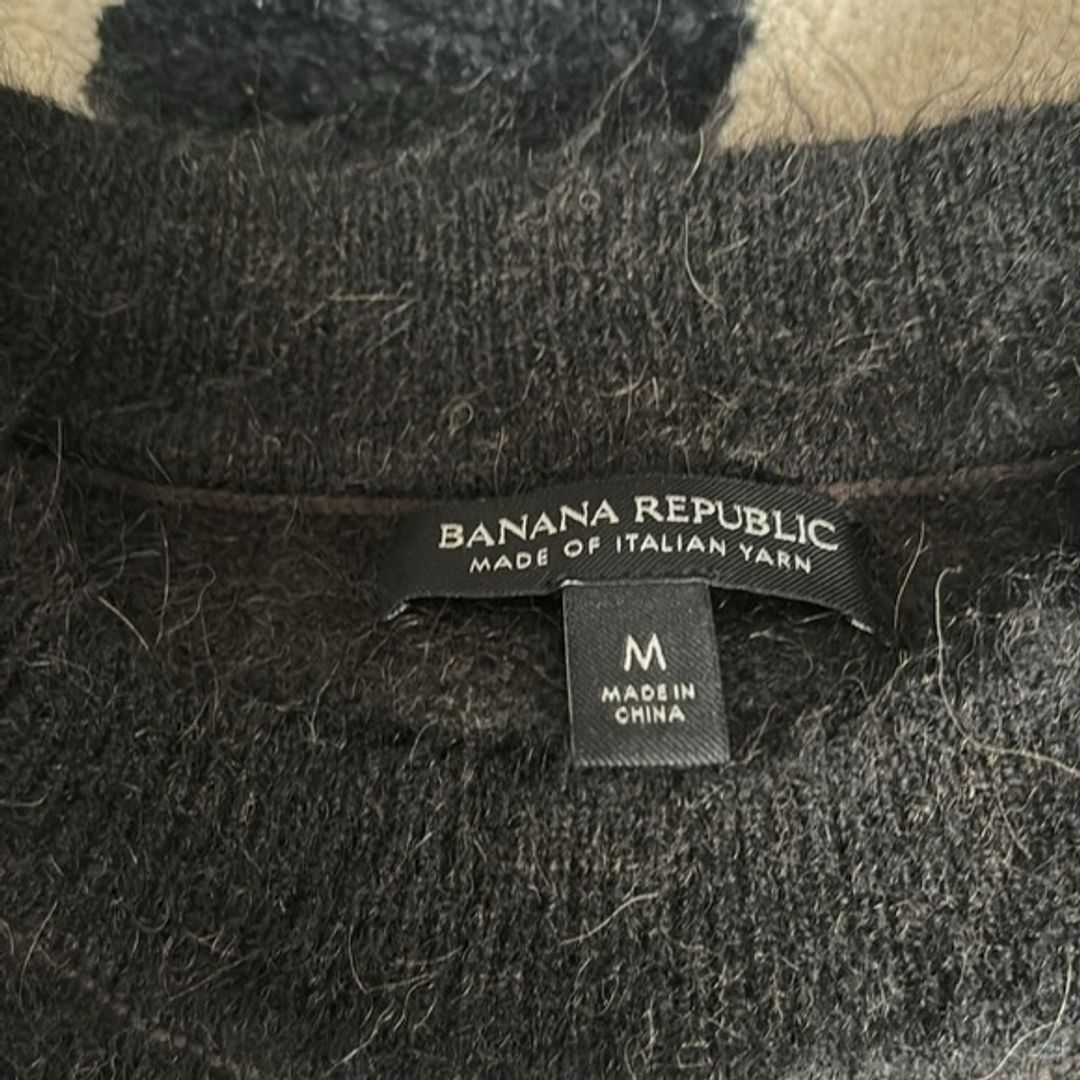 BANANA REPUBLIC
MADE OF ITALIAN YARN
M
MADE IN
CHINA